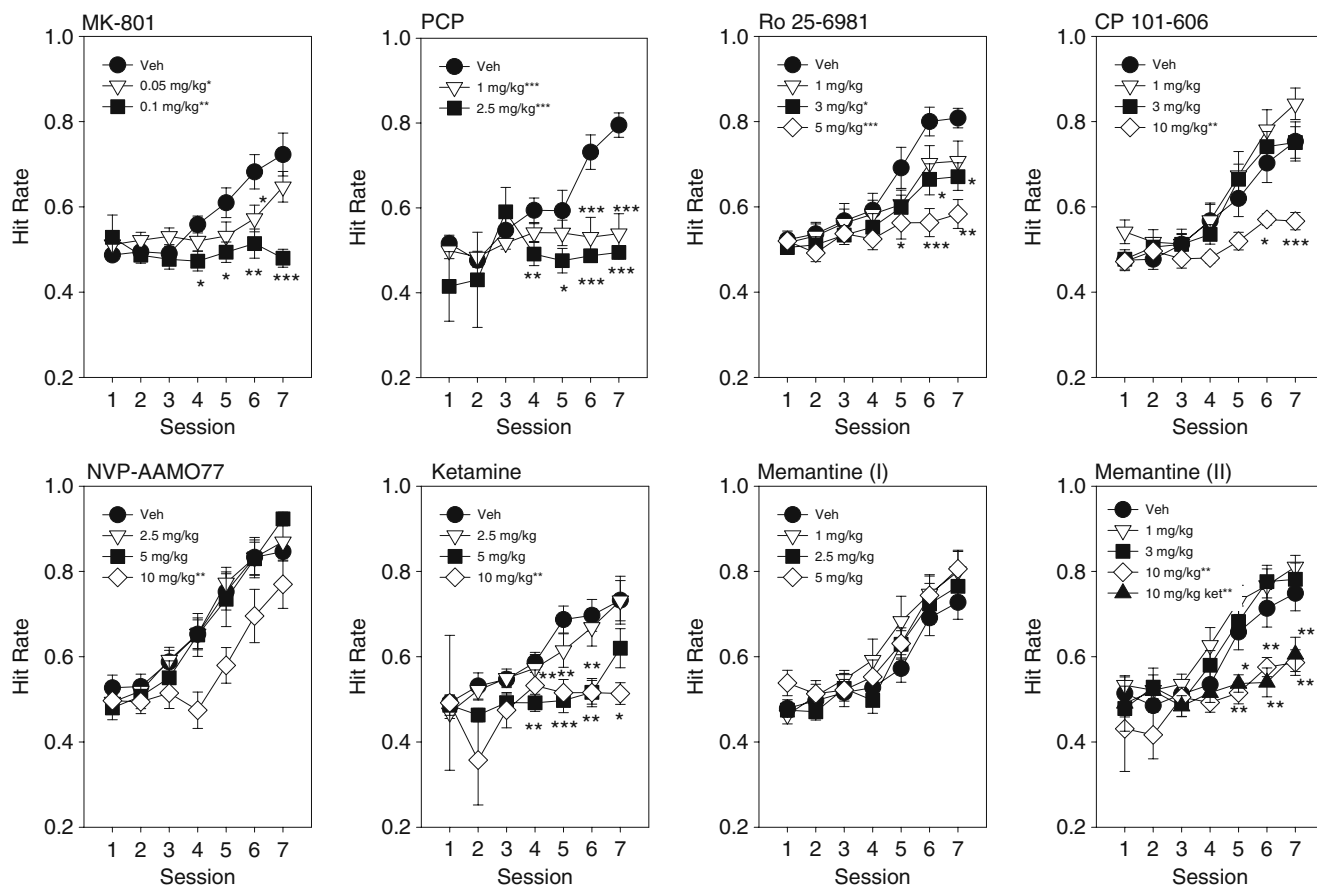 MK-801
1.0
0.8
0.6
0.4
0.2
Hit Rate
Veh
0.05 mg/kg*
0.1 mg/kg**
*
*
*
**
***
1 2 3 4 5 6 7
Session
PCP
1.0
0.8
0.6
0.4
0.2
Hit Rate
Veh
1 mg/kg***
2.5 mg/kg***
*** ***
**
*
***
***
1 2 3 4 5 6 7
Session
Ro 25-6981
1.0
0.8
0.6
0.4
0.2
Hit Rate
Veh
1 mg/kg
3 mg/kg*
5 mg/kg***
*
*
*
***
**
1 2 3 4 5 6 7
Session
CP 101-606
1.0
0.8
0.6
0.4
0.2
Hit Rate
Veh
1 mg/kg
3 mg/kg
10 mg/kg**
* ***
1 2 3 4 5 6 7
Session
NVP-AAMO77
1.0
0.8
0.6
0.4
0.2
Hit Rate
Veh
2.5 mg/kg
5 mg/kg
10 mg/kg**
1 2 3 4 5 6 7
Session
Ketamine
1.0
0.8
0.6
0.4
0.2
Hit Rate
Veh
2.5 mg/kg
5 mg/kg
10 mg/kg**
** ** **
** *** ** *
1 2 3 4 5 6 7
Session
Memantine (I)
1.0
0.8
0.6
0.4
0.2
Hit Rate
Veh
1 mg/kg
2.5 mg/kg
5 mg/kg
1 2 3 4 5 6 7
Session
Memantine (II)
1.0
0.8
0.6
0.4
0.2
Hit Rate
Veh
1 mg/kg
3 mg/kg
10 mg/kg**
10 mg/kg ket**
**
**
*
**
**
**
1 2 3 4 5 6 7
Session